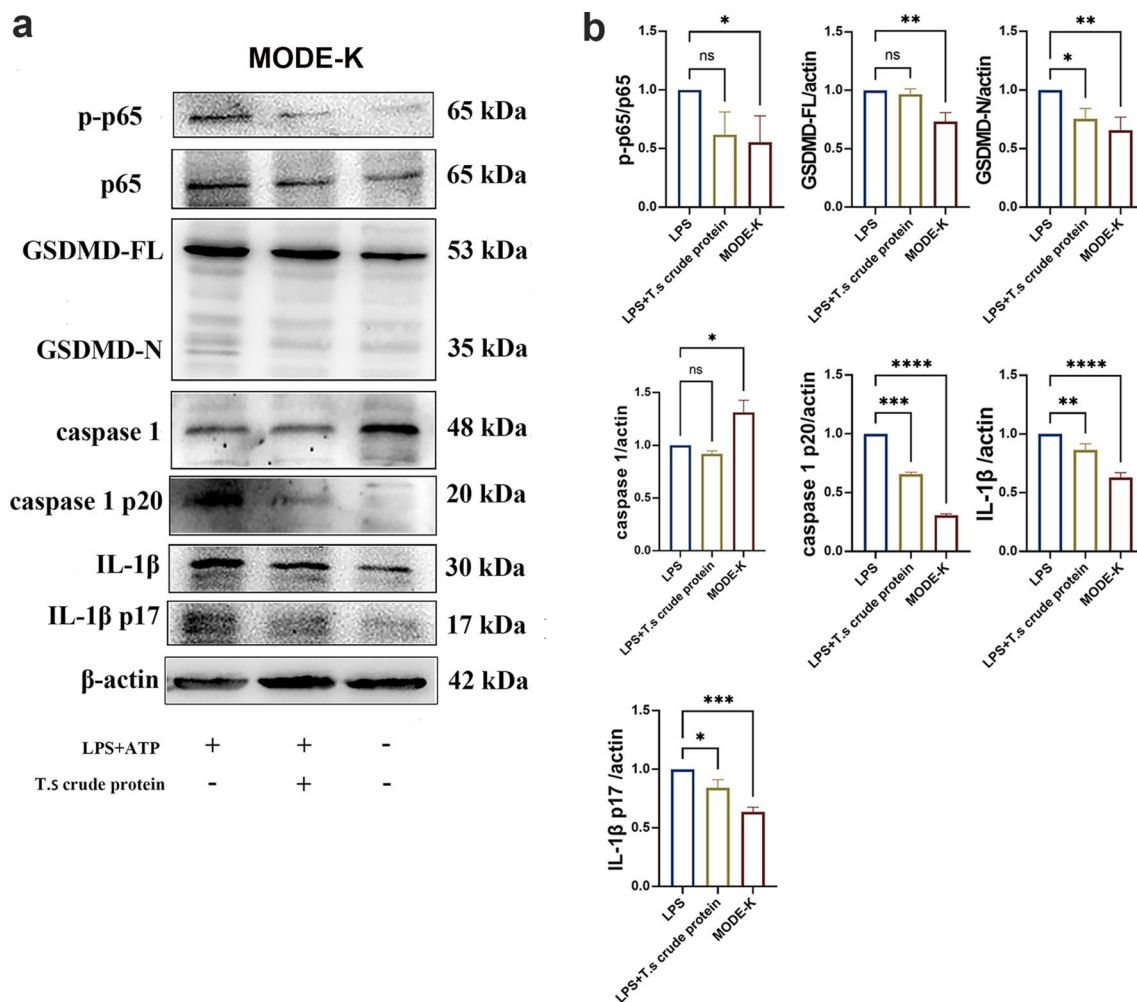 a
MODE-K
p-p65 65 kDa
p65 65 kDa
GSDMD-FL 53 kDa
GSDMD-N 35 kDa
caspase 1 48 kDa
caspase 1 p20 20 kDa
IL-1β 30 kDa
IL-1β p17 17 kDa
β-actin 42 kDa
LPS+ATP + + -
T.S crude protein - + -
b
p-p65/p65
1.5
1.0
0.5
0.0
ns
*
LPS
LPS+T.s crude protein
MODE-K
GSDMD-FL/actin
1.5
1.0
0.5
0.0
ns
**
LPS
LPS+T.s crude protein
MODE-K
GSDMD-N/actin
1.5
1.0
0.5
0.0
*
**
LPS
LPS+T.s crude protein
MODE-K
caspase 1/actin
1.5
1.0
0.5
0.0
ns
*
LPS
LPS+T.s crude protein
MODE-K
caspase 1 p20/actin
1.5
1.0
0.5
0.0
***
****
LPS
LPS+T.s crude protein
MODE-K
IL-1β /actin
1.5
1.0
0.5
0.0
**
****
LPS
LPS+T.s crude protein
MODE-K
IL-1β p17 /actin
1.5
1.0
0.5
0.0
*
***
LPS
LPS+T.s crude protein
MODE-K